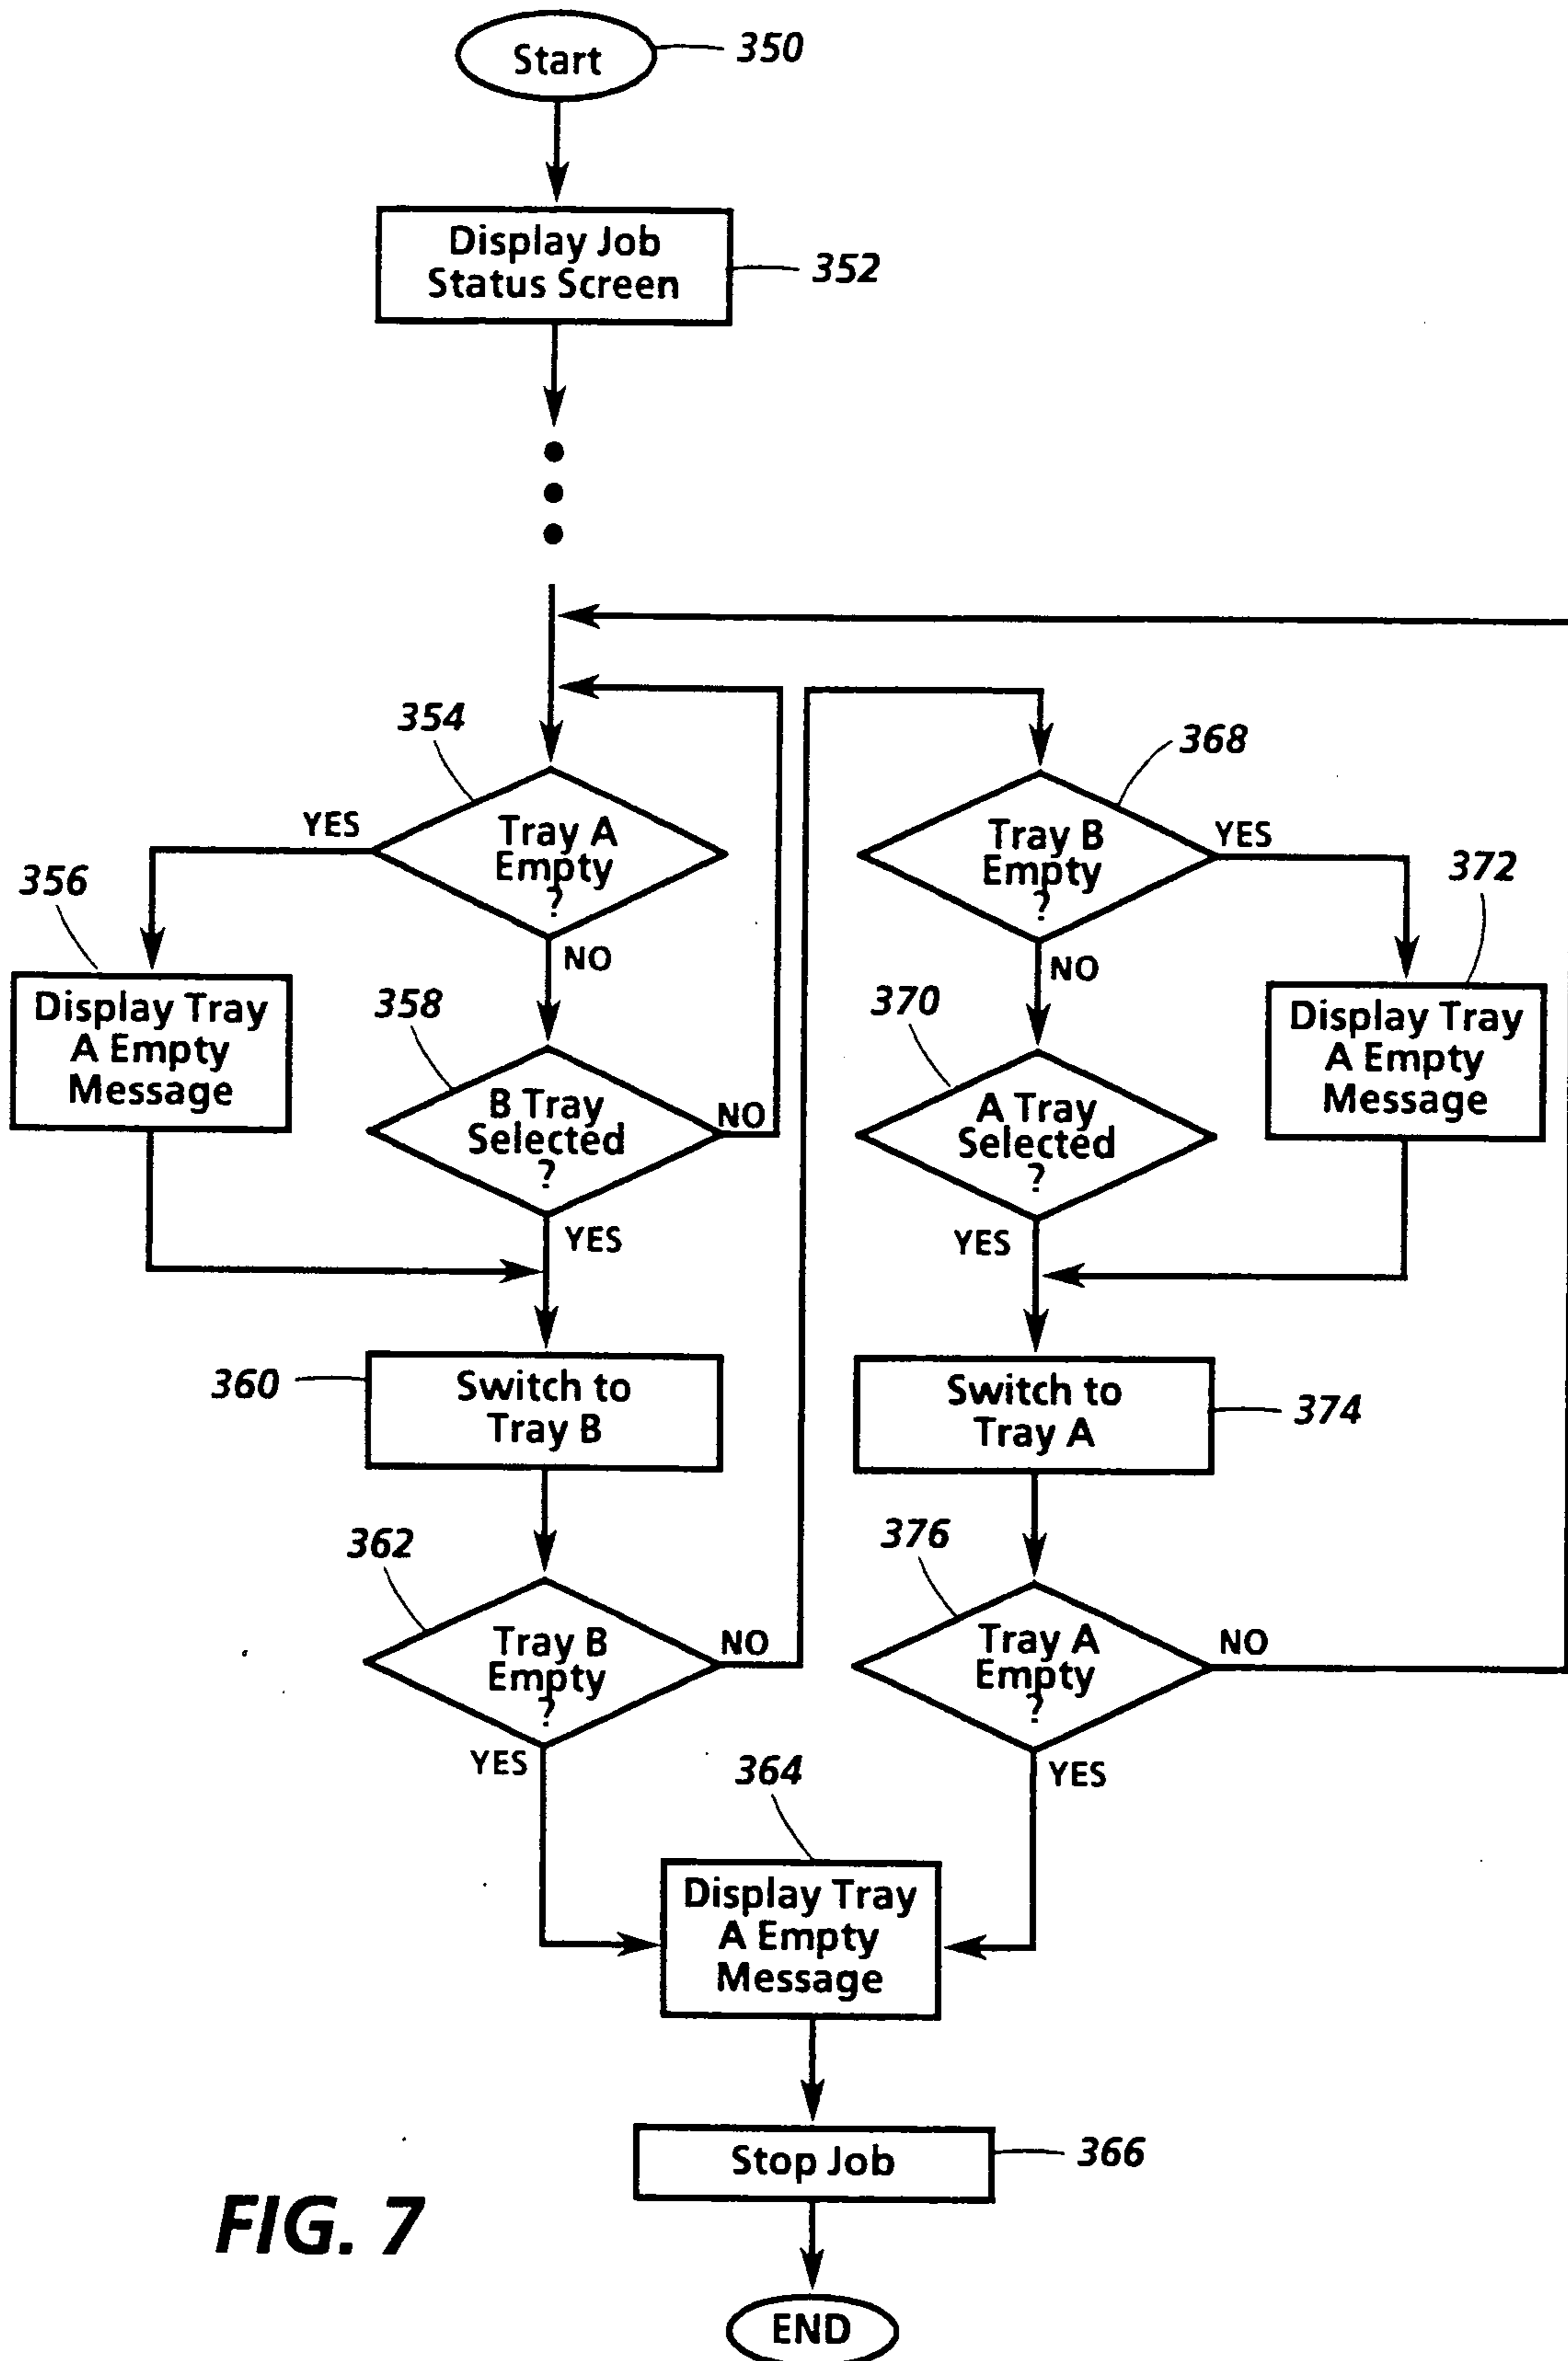 Start
350
Display Job
Status Screen
352
354
YES
Tray A
Empty
?
NO
356
Display Tray
A Empty
Message
358
B Tray
Selected
?
NO
YES
360
Switch to
Tray B
362
Tray B
Empty
?
NO
YES
368
Tray B
Empty
?
YES
NO
372
Display Tray
A Empty
Message
370
A Tray
Selected
?
YES
Switch to
Tray A
374
376
Tray A
Empty
?
NO
YES
364
Display Tray
A Empty
Message
Stop Job
366
END
FIG. 7